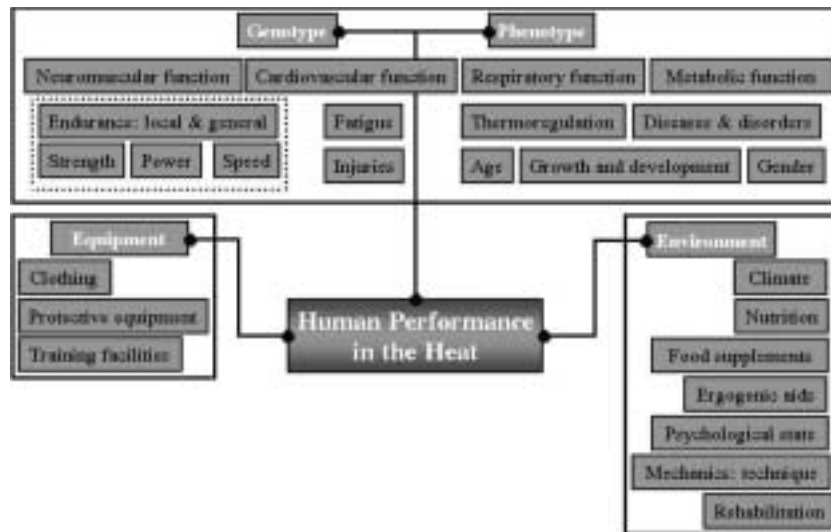 Genotype
Phenotype
Neuromuscular function
Cardiovascular function
Respiratory function
Metabolic function
Endurance: local & general
Fatigue
Thermoregulation
Diseases & disorders
Strength
Power
Speed
Injuries
Age
Growth and development
Gender
Equipment
Clothing
Protective equipment
Training facilities
Human Performance
in the Heat
Environment
Climate
Nutrition
Food supplements
Ergogenic aids
Psychological state
Mechanics: technique
Rehabilitation